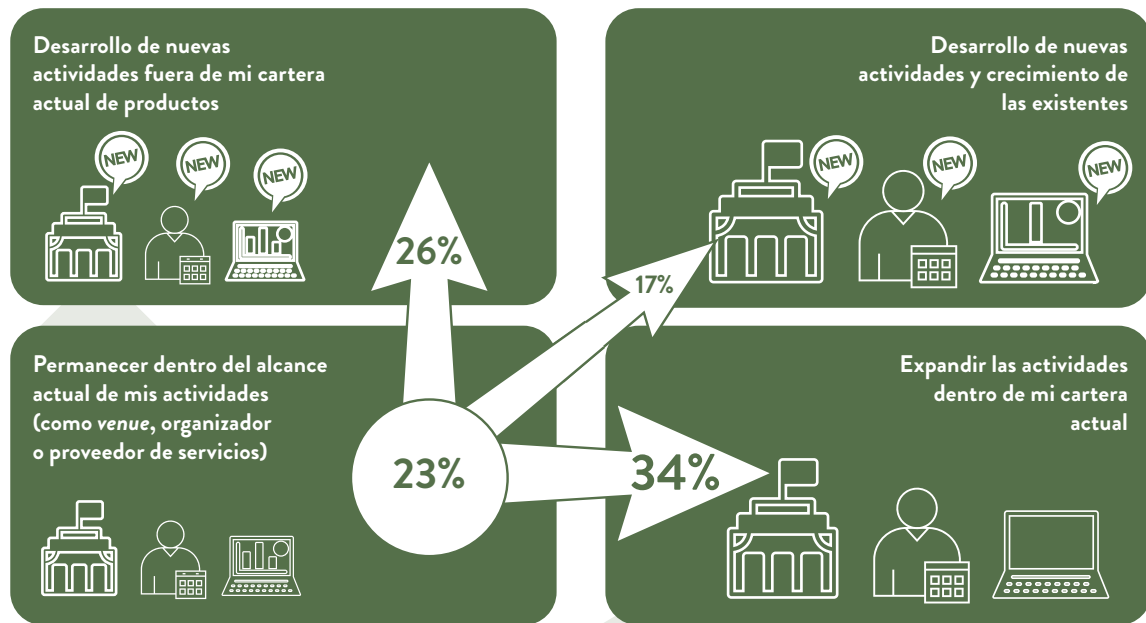 Desarrollo de nuevas
actividades fuera de mi cartera
actual de productos
NEW
NEW
NEW
26%
Desarrollo de nuevas
actividades y crecimiento de
las existentes
NEW
NEW
NEW
17%
Permanecer dentro del alcance
actual de mis actividades
(como venue, organizador
o proveedor de servicios)
23%
Expandir las actividades
dentro de mi cartera
actual
34%